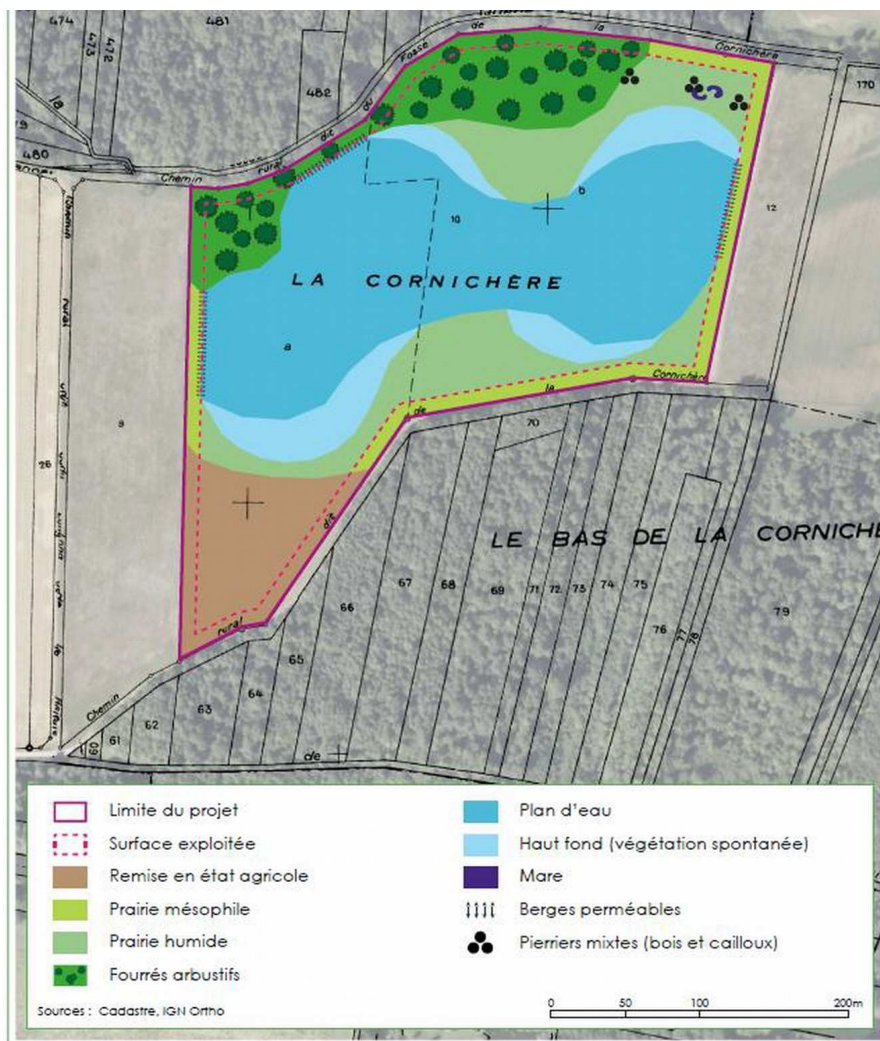 474
481
473
472
de
la
Cornichère
Fossé
482
du
dit
rural
Chemin
480
170
b
12
10
LA CORNICHÈRE
a
9
26
Chemin
rural
Cornichère
la
de
70
dit
LE BAS DE LA CORNICHÈ
67
68
69
71
72
73
74
75
66
76
77
78
79
rural
65
64
63
62
61
60
Chemin
de
Limite du projet
Surface exploitée
Remise en état agricole
Prairie mésophile
Prairie humide
Fourrés arbustifs
Plan d'eau
Haut fond (végétation spontanée)
Mare
Berges perméables
Pierriers mixtes (bois et cailloux)
Sources : Cadastre, IGN Ortho
0 50 100 200m